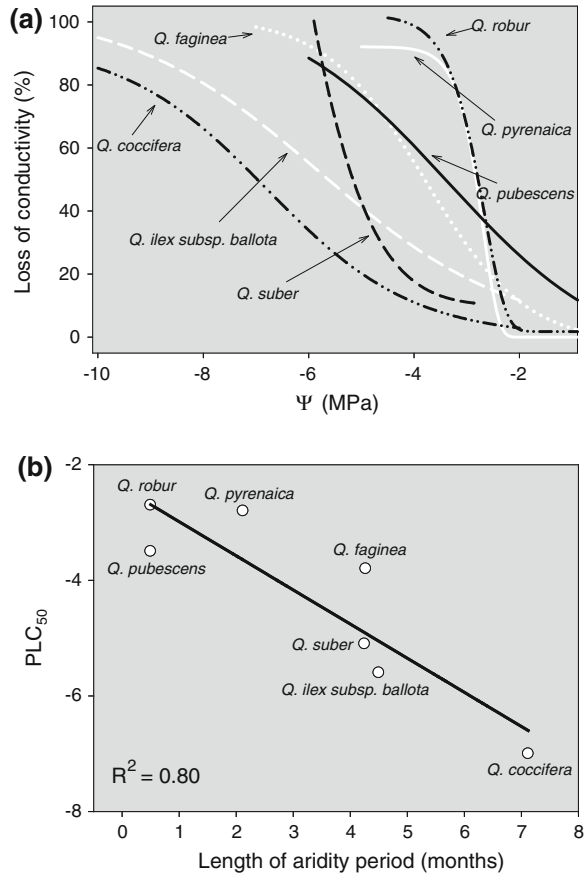 (a)
100
80
60
40
20
0
Loss of conductivity (%)
Q. faginea
Q. robur
Q. pyrenaica
Q. coccifera
Q. pubescens
Q. ilex subsp. ballota
Q. suber
-10
-8
-6
-4
-2
Ψ (MPa)
(b)
-2
-4
-6
-8
PLC50
Q. robur
Q. pyrenaica
Q. pubescens
Q. faginea
Q. suber
Q. ilex subsp. ballota
Q. coccifera
R² = 0.80
0
1
2
3
4
5
6
7
8
Length of aridity period (months)